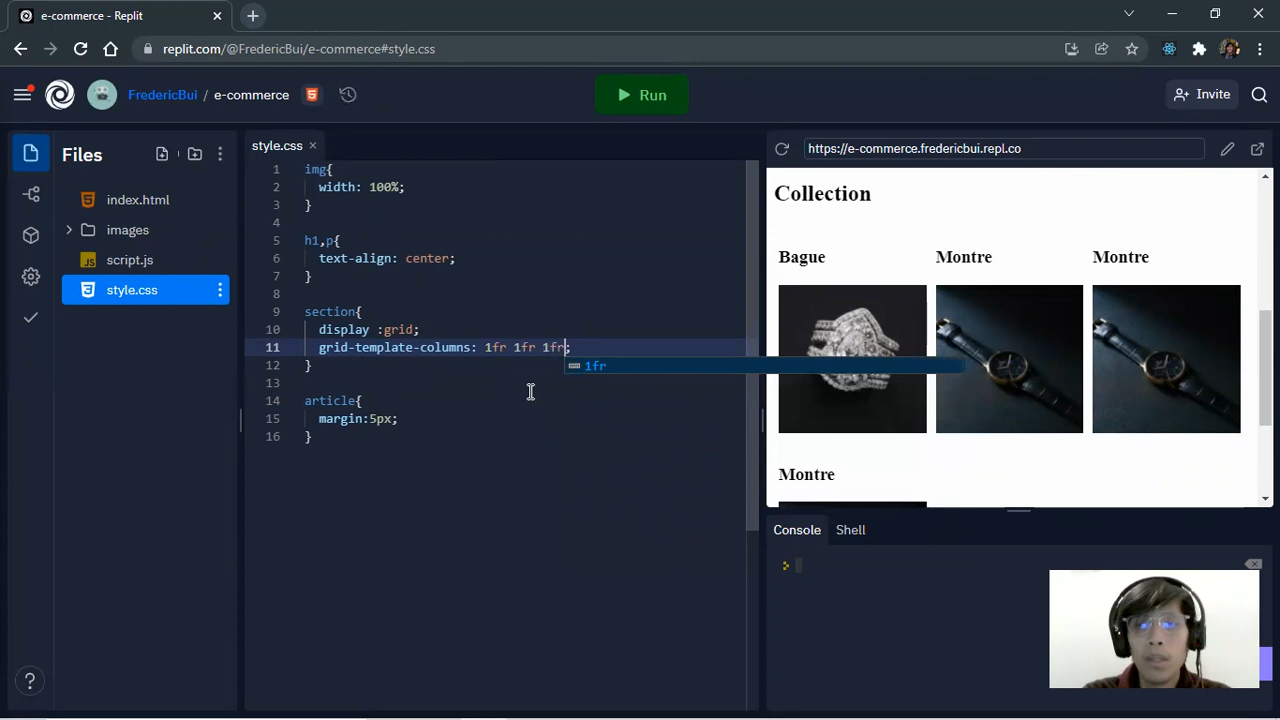 e-commerce - Replit
replit.com/@FredericBui/e-commerce#style.css
FredericBui / e-commerce
Run
Invite
Files
index.html
images
script.js
style.css
style.css
1 img{
2 width: 100%;
3 }
4
5 h1,p{
6 text-align: center;
7 }
8
9 section{
10 display :grid;
11 grid-template-columns: 1fr 1fr 1fr;
1fr
12 }
13
14 article{
15 margin:5px;
16 }
https://e-commerce.fredericbui.repl.co
Collection
Bague Montre Montre
Montre
Console Shell